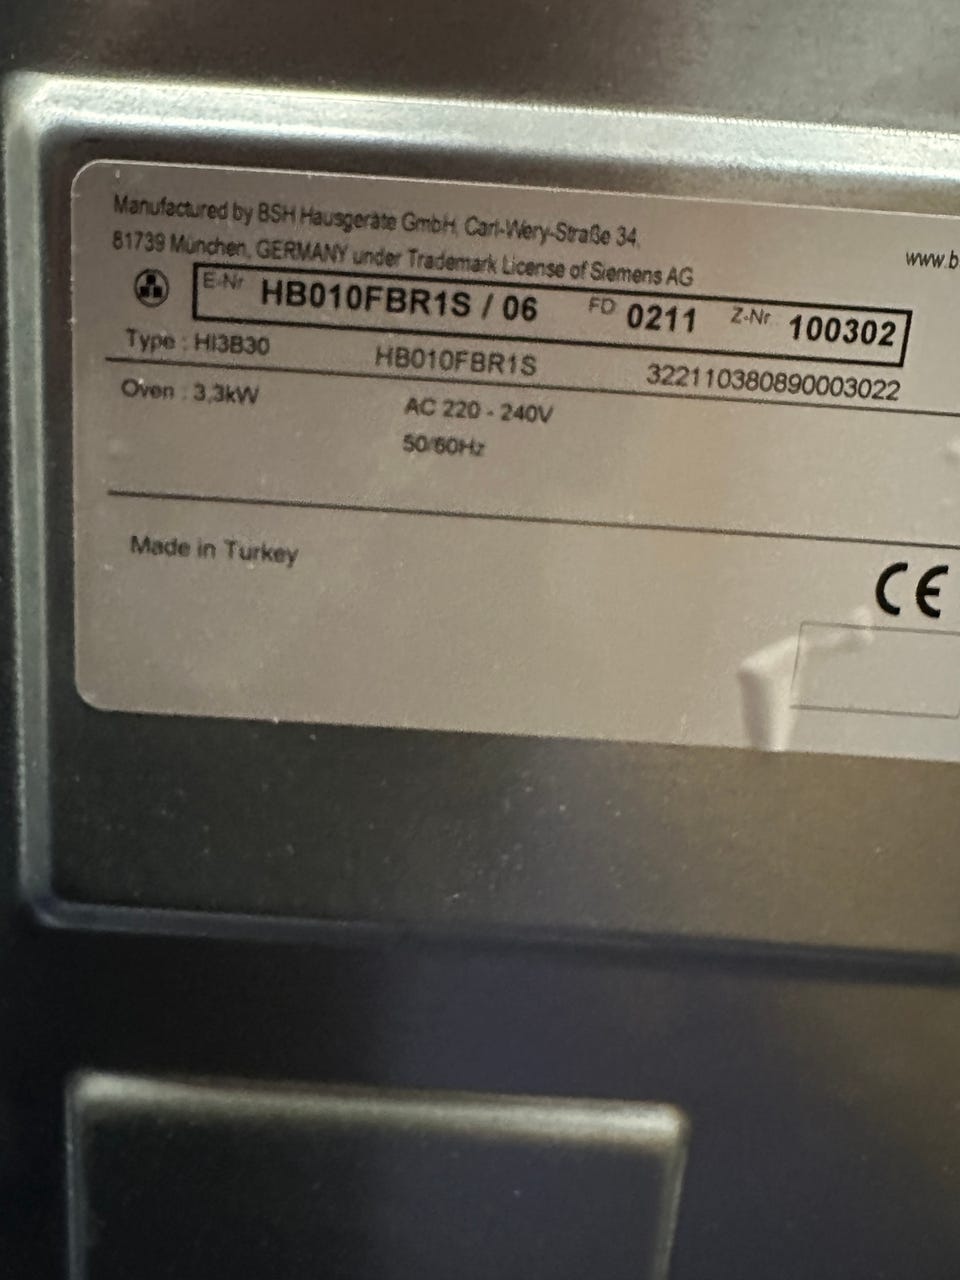 Manufactured by BSH Hausgeräte GmbH, Carl-Wery-Straße 34,
81739 München, GERMANY under Trademark License of Siemens AG
www.b
E-Nr HB010FBR1S / 06 FD 0211 Z-Nr 100302
Type : HI3B30 HB010FBR1S 322110380890003022
Oven : 3,3kW AC 220 - 240V
50/60Hz
Made in Turkey
CE